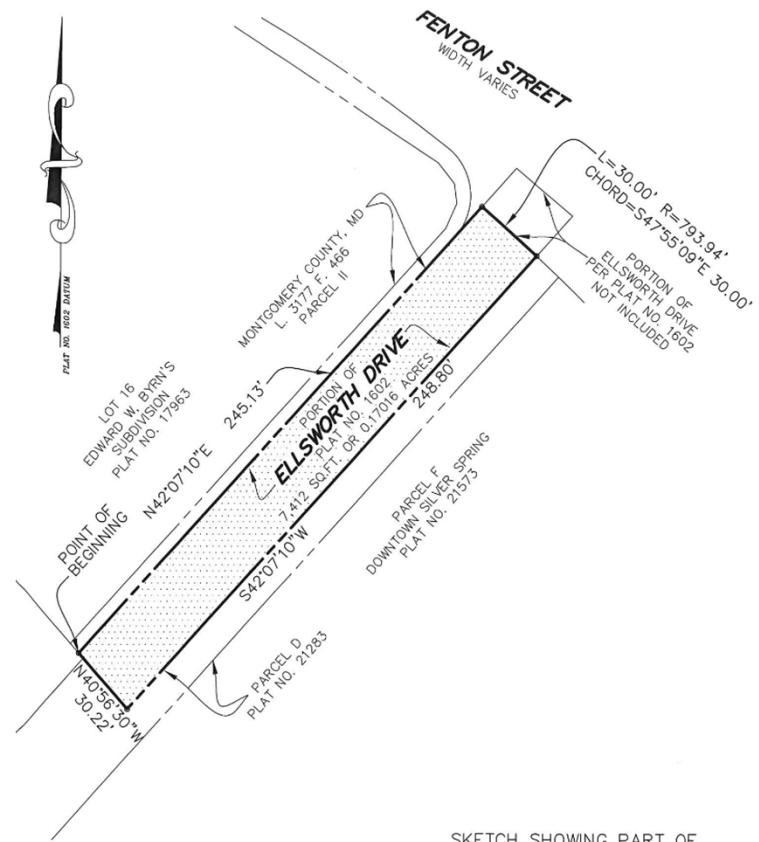 FENTON STREET
WIDTH VARIES
L=30.00' R=793.94'
CHORD=S47°55'09"E 30.00'
PORTION OF
ELLSWORTH DRIVE
PER PLAT NO. 1602
NOT INCLUDED
MONTGOMERY COUNTY, MD
L. 3177 F. 466
PARCEL II
PLAT NO. 1602 DATUM
LOT 16
EDWARD W. BYRN'S
SUBDIVISION
PLAT NO. 17963
245.13'
N42°07'10"E
PORTION OF
ELLSWORTH DRIVE
PLAT NO. 1602
7,412 SQ.FT. OR 0.17016 ACRES
248.80'
S42°07'10"W
PARCEL F
DOWNTOWN SILVER SPRING
PLAT NO. 21573
POINT OF
BEGINNING
PARCEL D
PLAT NO. 21283
N40°56'30"W
30.22'
SKETCH SHOWING PART OF